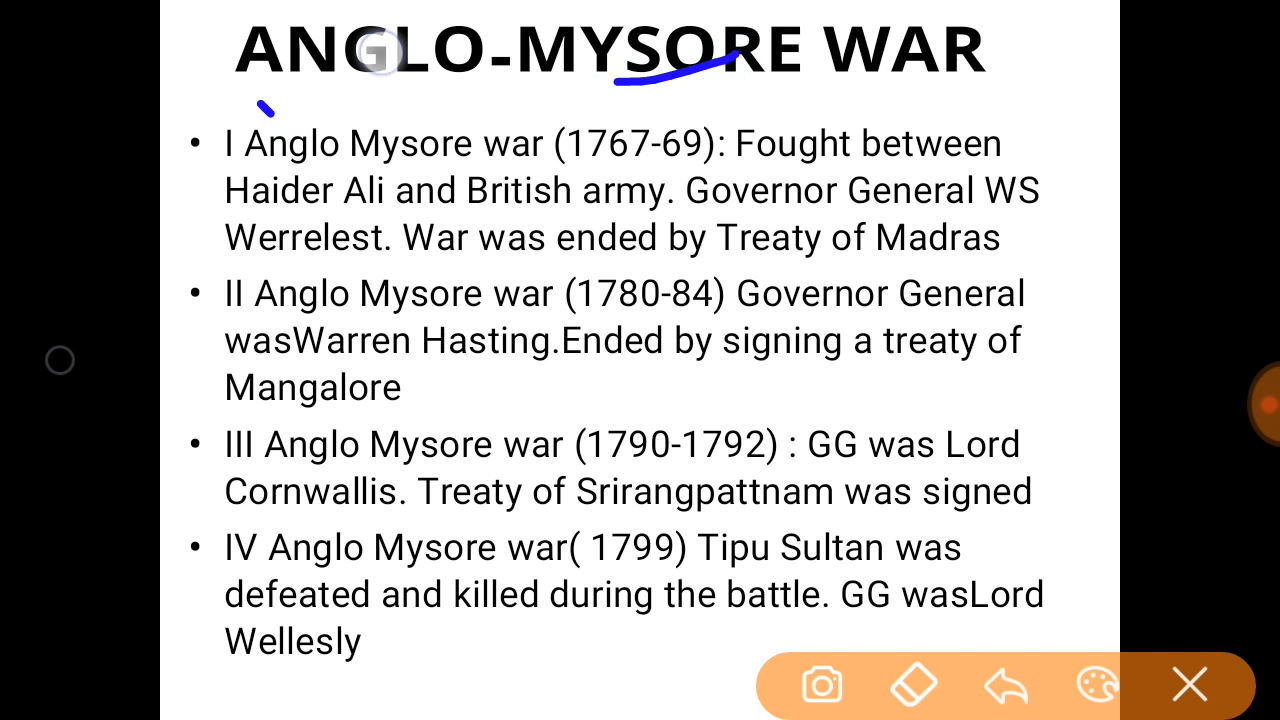 ANGLO-MYSORE WAR
• I Anglo Mysore war (1767-69): Fought between
Haider Ali and British army. Governor General WS
Werrelest. War was ended by Treaty of Madras
• II Anglo Mysore war (1780-84) Governor General
wasWarren Hasting.Ended by signing a treaty of
Mangalore
• III Anglo Mysore war (1790-1792) : GG was Lord
Cornwallis. Treaty of Srirangpattnam was signed
• IV Anglo Mysore war( 1799) Tipu Sultan was
defeated and killed during the battle. GG wasLord
Wellesly